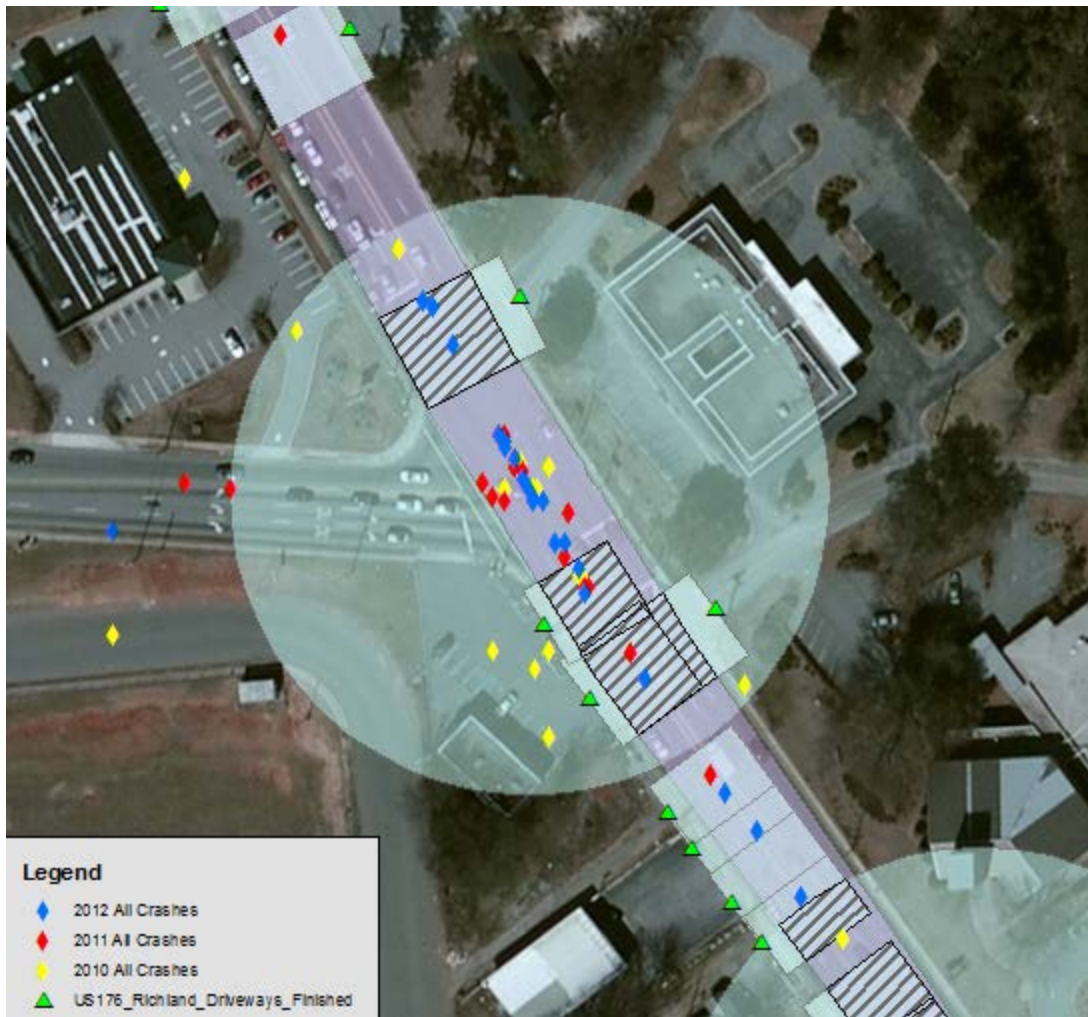 Legend
2012 All Crashes
2011 All Crashes
2010 All Crashes
US176_Richland_Driveways_Finished